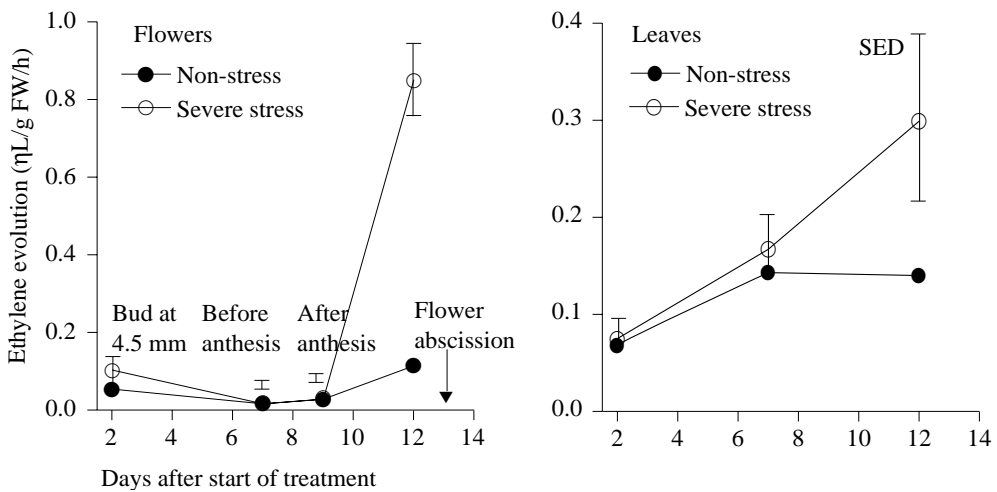 Ethylene evolution (ηL/g FW/h)
1.0
0.8
0.6
0.4
0.2
0.0
Flowers
Non-stress
Severe stress
Bud at
4.5 mm
Before
anthesis
After
anthesis
Flower
abscission
2 4 6 8 10 12 14
Days after start of treatment
0.4
0.3
0.2
0.1
0.0
Leaves
Non-stress
Severe stress
SED
2 4 6 8 10 12 14